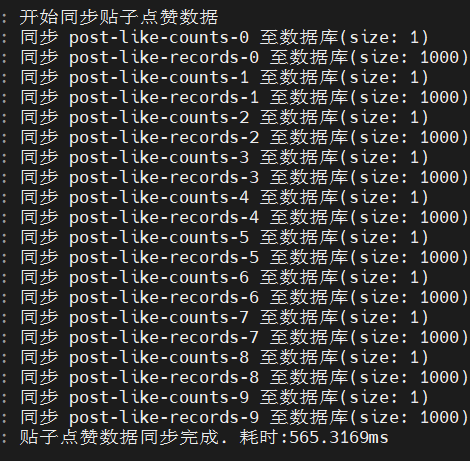 : 开始同步贴子点赞数据
: 同步 post-like-counts-0 至数据库(size: 1)
: 同步 post-like-records-0 至数据库(size: 1000)
: 同步 post-like-counts-1 至数据库(size: 1)
: 同步 post-like-records-1 至数据库(size: 1000)
: 同步 post-like-counts-2 至数据库(size: 1)
: 同步 post-like-records-2 至数据库(size: 1000)
: 同步 post-like-counts-3 至数据库(size: 1)
: 同步 post-like-records-3 至数据库(size: 1000)
: 同步 post-like-counts-4 至数据库(size: 1)
: 同步 post-like-records-4 至数据库(size: 1000)
: 同步 post-like-counts-5 至数据库(size: 1)
: 同步 post-like-records-5 至数据库(size: 1000)
: 同步 post-like-counts-6 至数据库(size: 1)
: 同步 post-like-records-6 至数据库(size: 1000)
: 同步 post-like-counts-7 至数据库(size: 1)
: 同步 post-like-records-7 至数据库(size: 1000)
: 同步 post-like-counts-8 至数据库(size: 1)
: 同步 post-like-records-8 至数据库(size: 1000)
: 同步 post-like-counts-9 至数据库(size: 1)
: 同步 post-like-records-9 至数据库(size: 1000)
: 贴子点赞数据同步完成. 耗时:565.3169ms